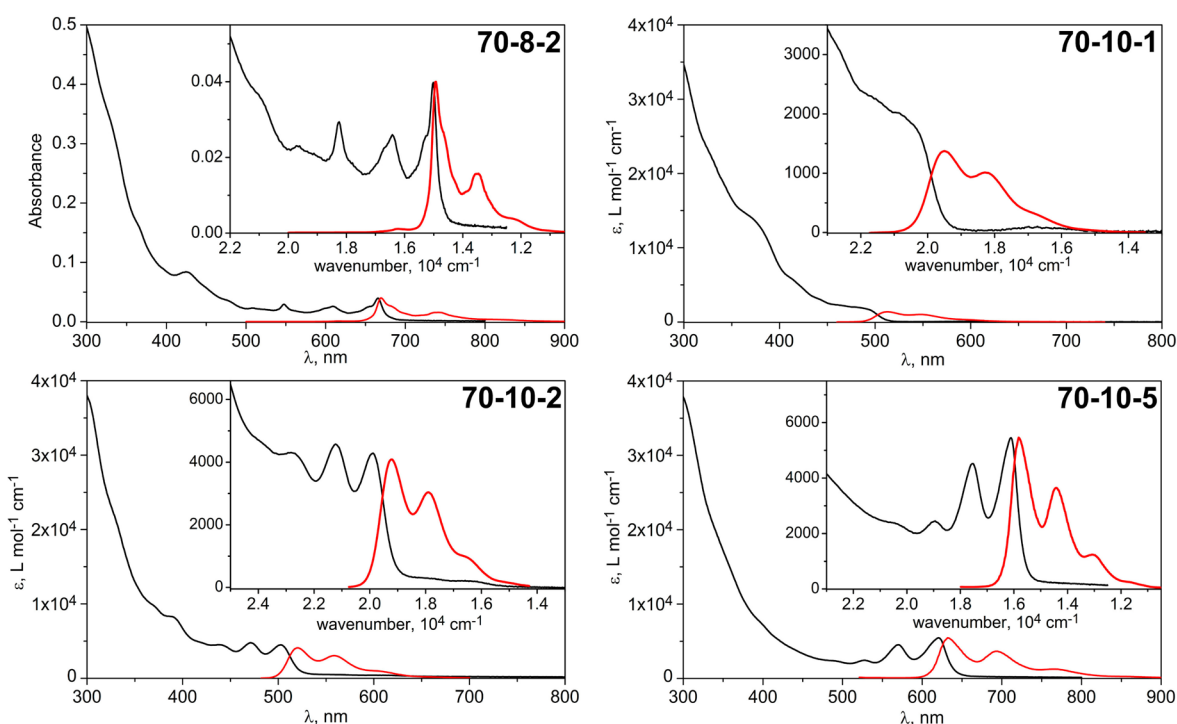 70-8-2
0.5
0.4
0.3
0.2
0.1
0.0
Absorbance
0.04
0.02
0.00
2.2 2.0 1.8 1.6 1.4 1.2
wavenumber, 10⁴ cm⁻¹
300 400 500 600 700 800 900
λ, nm
70-10-1
4x10⁴
3x10⁴
2x10⁴
1x10⁴
0
ε, L mol⁻¹ cm⁻¹
3000
2000
1000
0
2.2 2.0 1.8 1.6 1.4
wavenumber, 10⁴ cm⁻¹
300 400 500 600 700 800
λ, nm
70-10-2
4x10⁴
3x10⁴
2x10⁴
1x10⁴
0
ε, L mol⁻¹ cm⁻¹
6000
4000
2000
0
2.4 2.2 2.0 1.8 1.6 1.4
wavenumber, 10⁴ cm⁻¹
300 400 500 600 700 800
λ, nm
70-10-5
4x10⁴
3x10⁴
2x10⁴
1x10⁴
0
ε, L mol⁻¹ cm⁻¹
6000
4000
2000
0
2.2 2.0 1.8 1.6 1.4 1.2
wavenumber, 10⁴ cm⁻¹
300 400 500 600 700 800 900
λ, nm